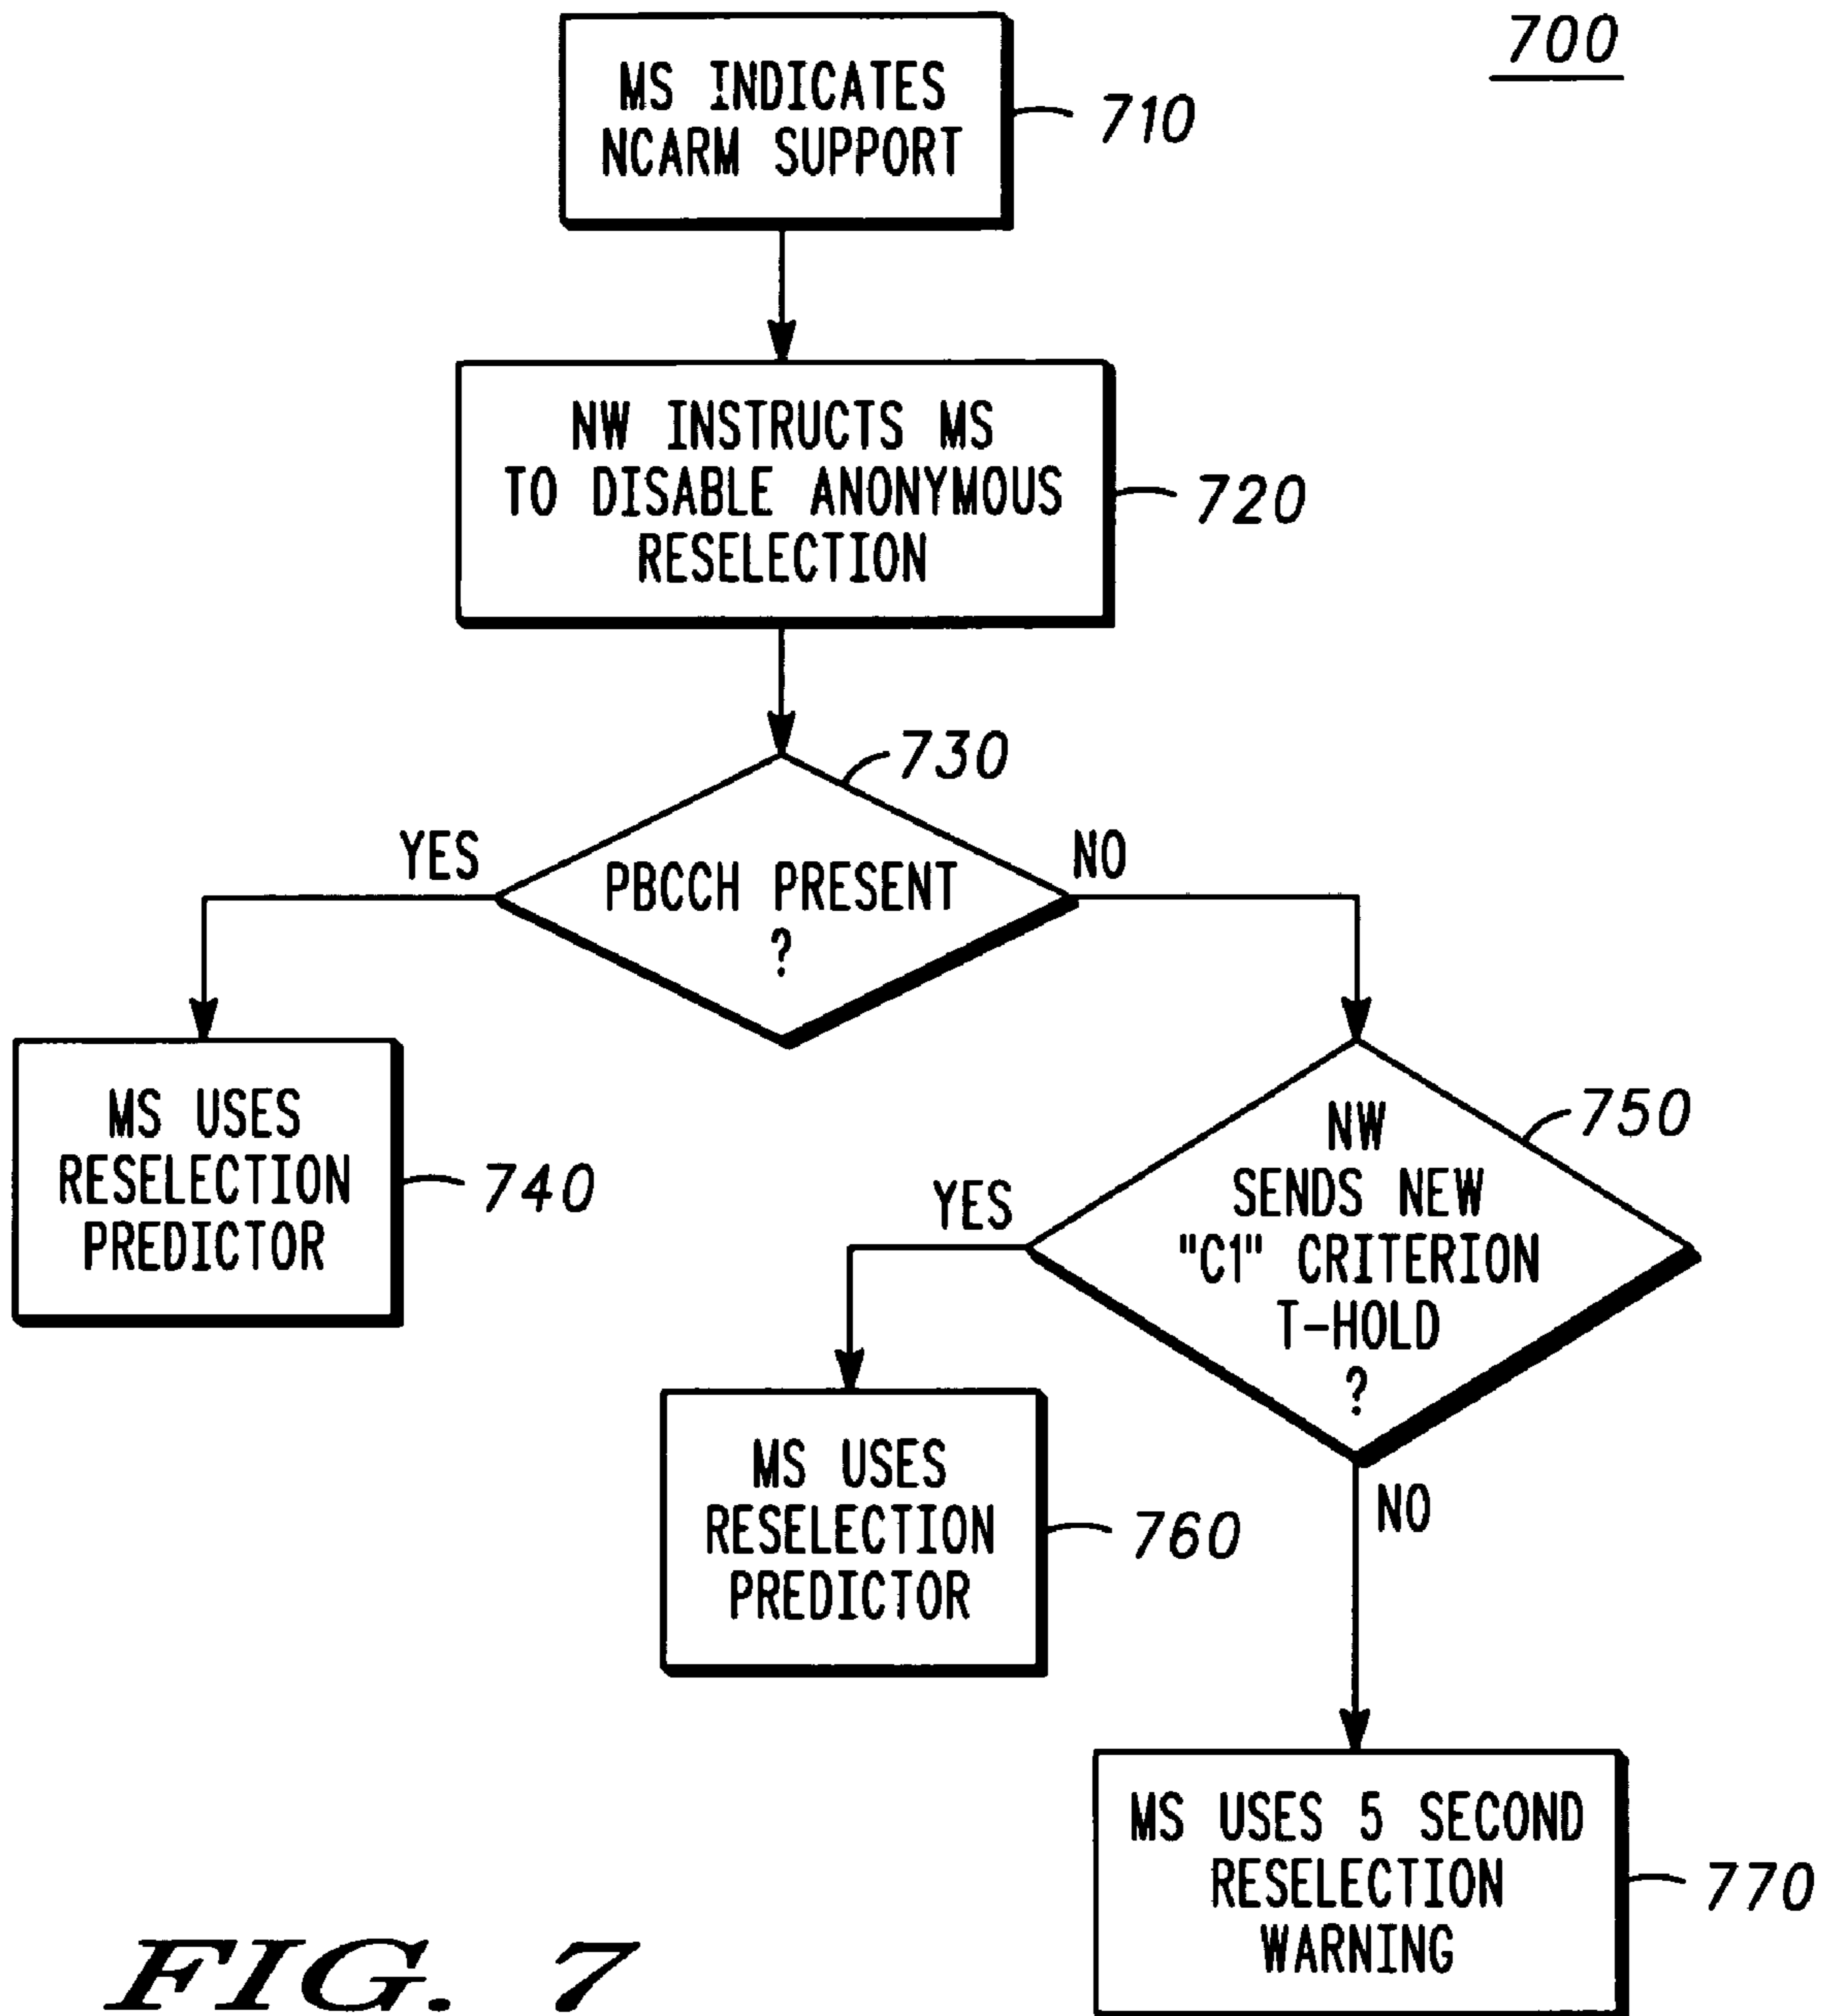 700
MS INDICATES
NCARM SUPPORT
710
NW INSTRUCTS MS
TO DISABLE ANONYMOUS
RESELECTION
720
730
YES
NO
PBCCH PRESENT
?
MS USES
RESELECTION
PREDICTOR
740
750
NW
SENDS NEW
"C1" CRITERION
T-HOLD
?
YES
NO
MS USES
RESELECTION
PREDICTOR
760
MS USES 5 SECOND
RESELECTION
WARNING
770
FIG. 7